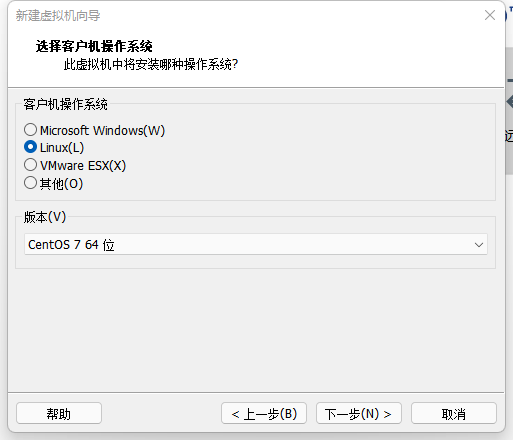 新建虚拟机向导
选择客户机操作系统
此虚拟机中将安装哪种操作系统?
客户机操作系统
Microsoft Windows(W)
Linux(L)
VMware ESX(X)
其他(O)
版本(V)
CentOS 7 64 位
帮助
< 上一步(B)
下一步(N) >
取消